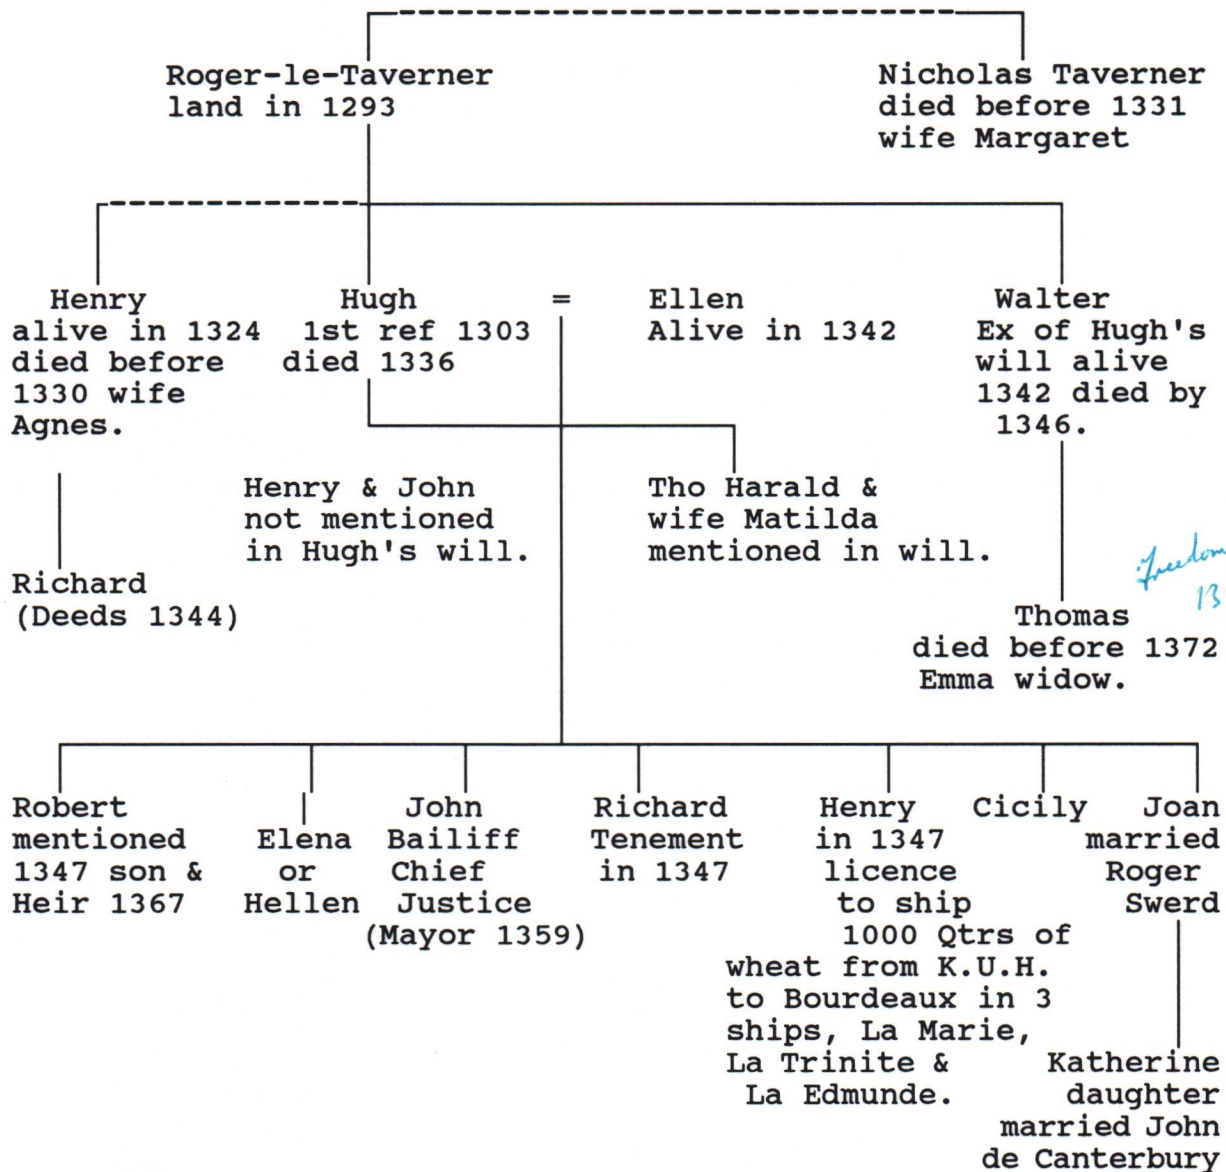 Roger-le-Taverner
land in 1293
Nicholas Taverner
died before 1331
wife Margaret
Henry
alive in 1324
died before
1330 wife
Agnes.
Hugh
1st ref 1303
died 1336
=
Ellen
Alive in 1342
Walter
Ex of Hugh's
will alive
1342 died by
1346.
Henry & John
not mentioned
in Hugh's will.
Tho Harald &
wife Matilda
mentioned in will.
Richard
(Deeds 1344)
Freedom
13
Thomas
died before 1372
Emma widow.
Robert
mentioned
1347 son &
Heir 1367
Elena
or
Hellen
John
Bailiff
Chief
Justice
(Mayor 1359)
Richard
Tenement
in 1347
Henry
in 1347
licence
to ship
1000 Qtrs of
wheat from K.U.H.
to Bourdeaux in 3
ships, La Marie,
La Trinite &
La Edmunde.
Cicily
Joan
married
Roger
Swerd
Katherine
daughter
married John
de Canterbury